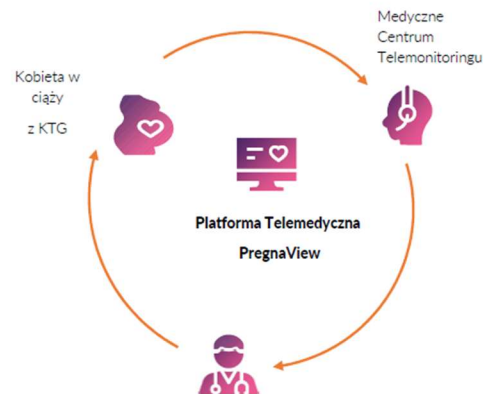 Medyczne
Centrum
Telemonitoringu
Kobieta w
ciąży
z KTG
Platforma Telemedyczna
PregnaView